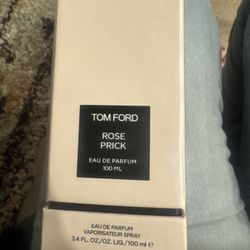 TOM FORD
ROSE
PRICK
EAU DE PARFUM
100 ML
EAU DE PARFUM
VAPORISATEUR SPRAY
3.4 FL. OZ./OZ. LIQ./100 ml ℮